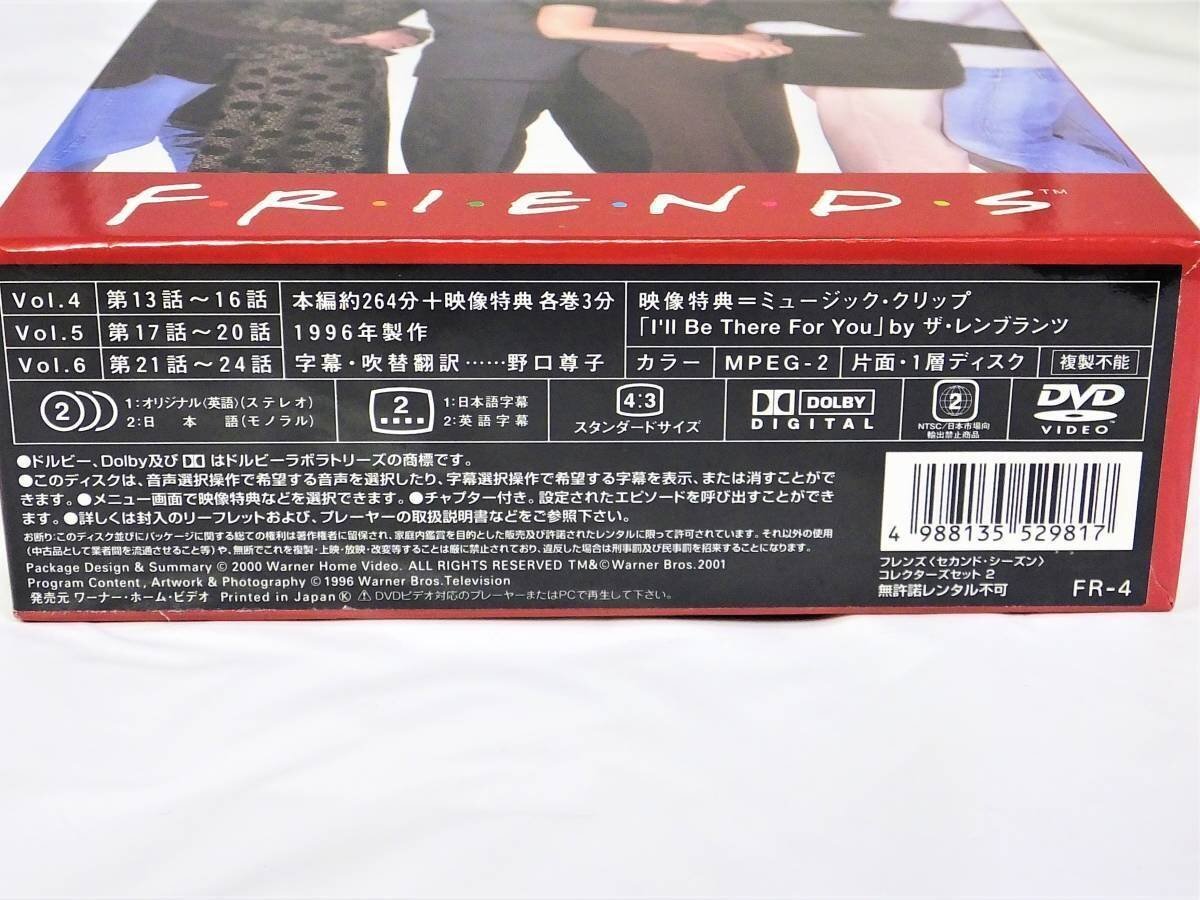 F·R·I·E·N·D·S™
Vol.4 第13話～16話
Vol.5 第17話～20話
Vol.6 第21話～24話
本編約264分＋映像特典 各巻3分
1996年製作
字幕・吹替翻訳……野口尊子
映像特典＝ミュージック・クリップ
「I'll Be There For You」by ザ・レンブランツ
カラー MPEG-2 片面・1層ディスク 複製不能
2 1:オリジナル〈英語〉(ステレオ)
2:日本語(モノラル)
2 1:日本語字幕
2:英語字幕
4:3
スタンダードサイズ
DOLBY
DIGITAL
2
NTSC/日本市場向
輸出禁止商品
DVD
VIDEO™
●ドルビー、Dolby及び はドルビーラボラトリーズの商標です。
●このディスクは、音声選択操作で希望する音声を選択したり、字幕選択操作で希望する字幕を表示、または消すことがで
きます。●メニュー画面で映像特典などを選択できます。●チャプター付き。設定されたエピソードを呼び出すことができ
ます。●詳しくは封入のリーフレットおよび、プレーヤーの取扱説明書などをご参照下さい。
お断り:このディスク並びにパッケージに関する総ての権利は著作権者に留保され、家庭内鑑賞を目的とした販売及び許諾されたレンタルに限って許可されています。それ以外の使用
(中古品として業者間を流通させること等)や、無断でこれを複製・上映・放映・改変等することは厳に禁止されており、違反した場合は刑事罰及び民事罰を招来することになります。
Package Design & Summary © 2000 Warner Home Video. ALL RIGHTS RESERVED TM&©Warner Bros.2001
Program Content, Artwork & Photography ©1996 Warner Bros.Television
発売元 ワーナー・ホーム・ビデオ Printed in Japan Ⓚ ⚠DVDビデオ対応のプレーヤーまたはPCで再生して下さい。
4 988135 529817
フレンズ〈セカンド・シーズン〉
コレクターズセット 2
無許諾レンタル不可 FR-4